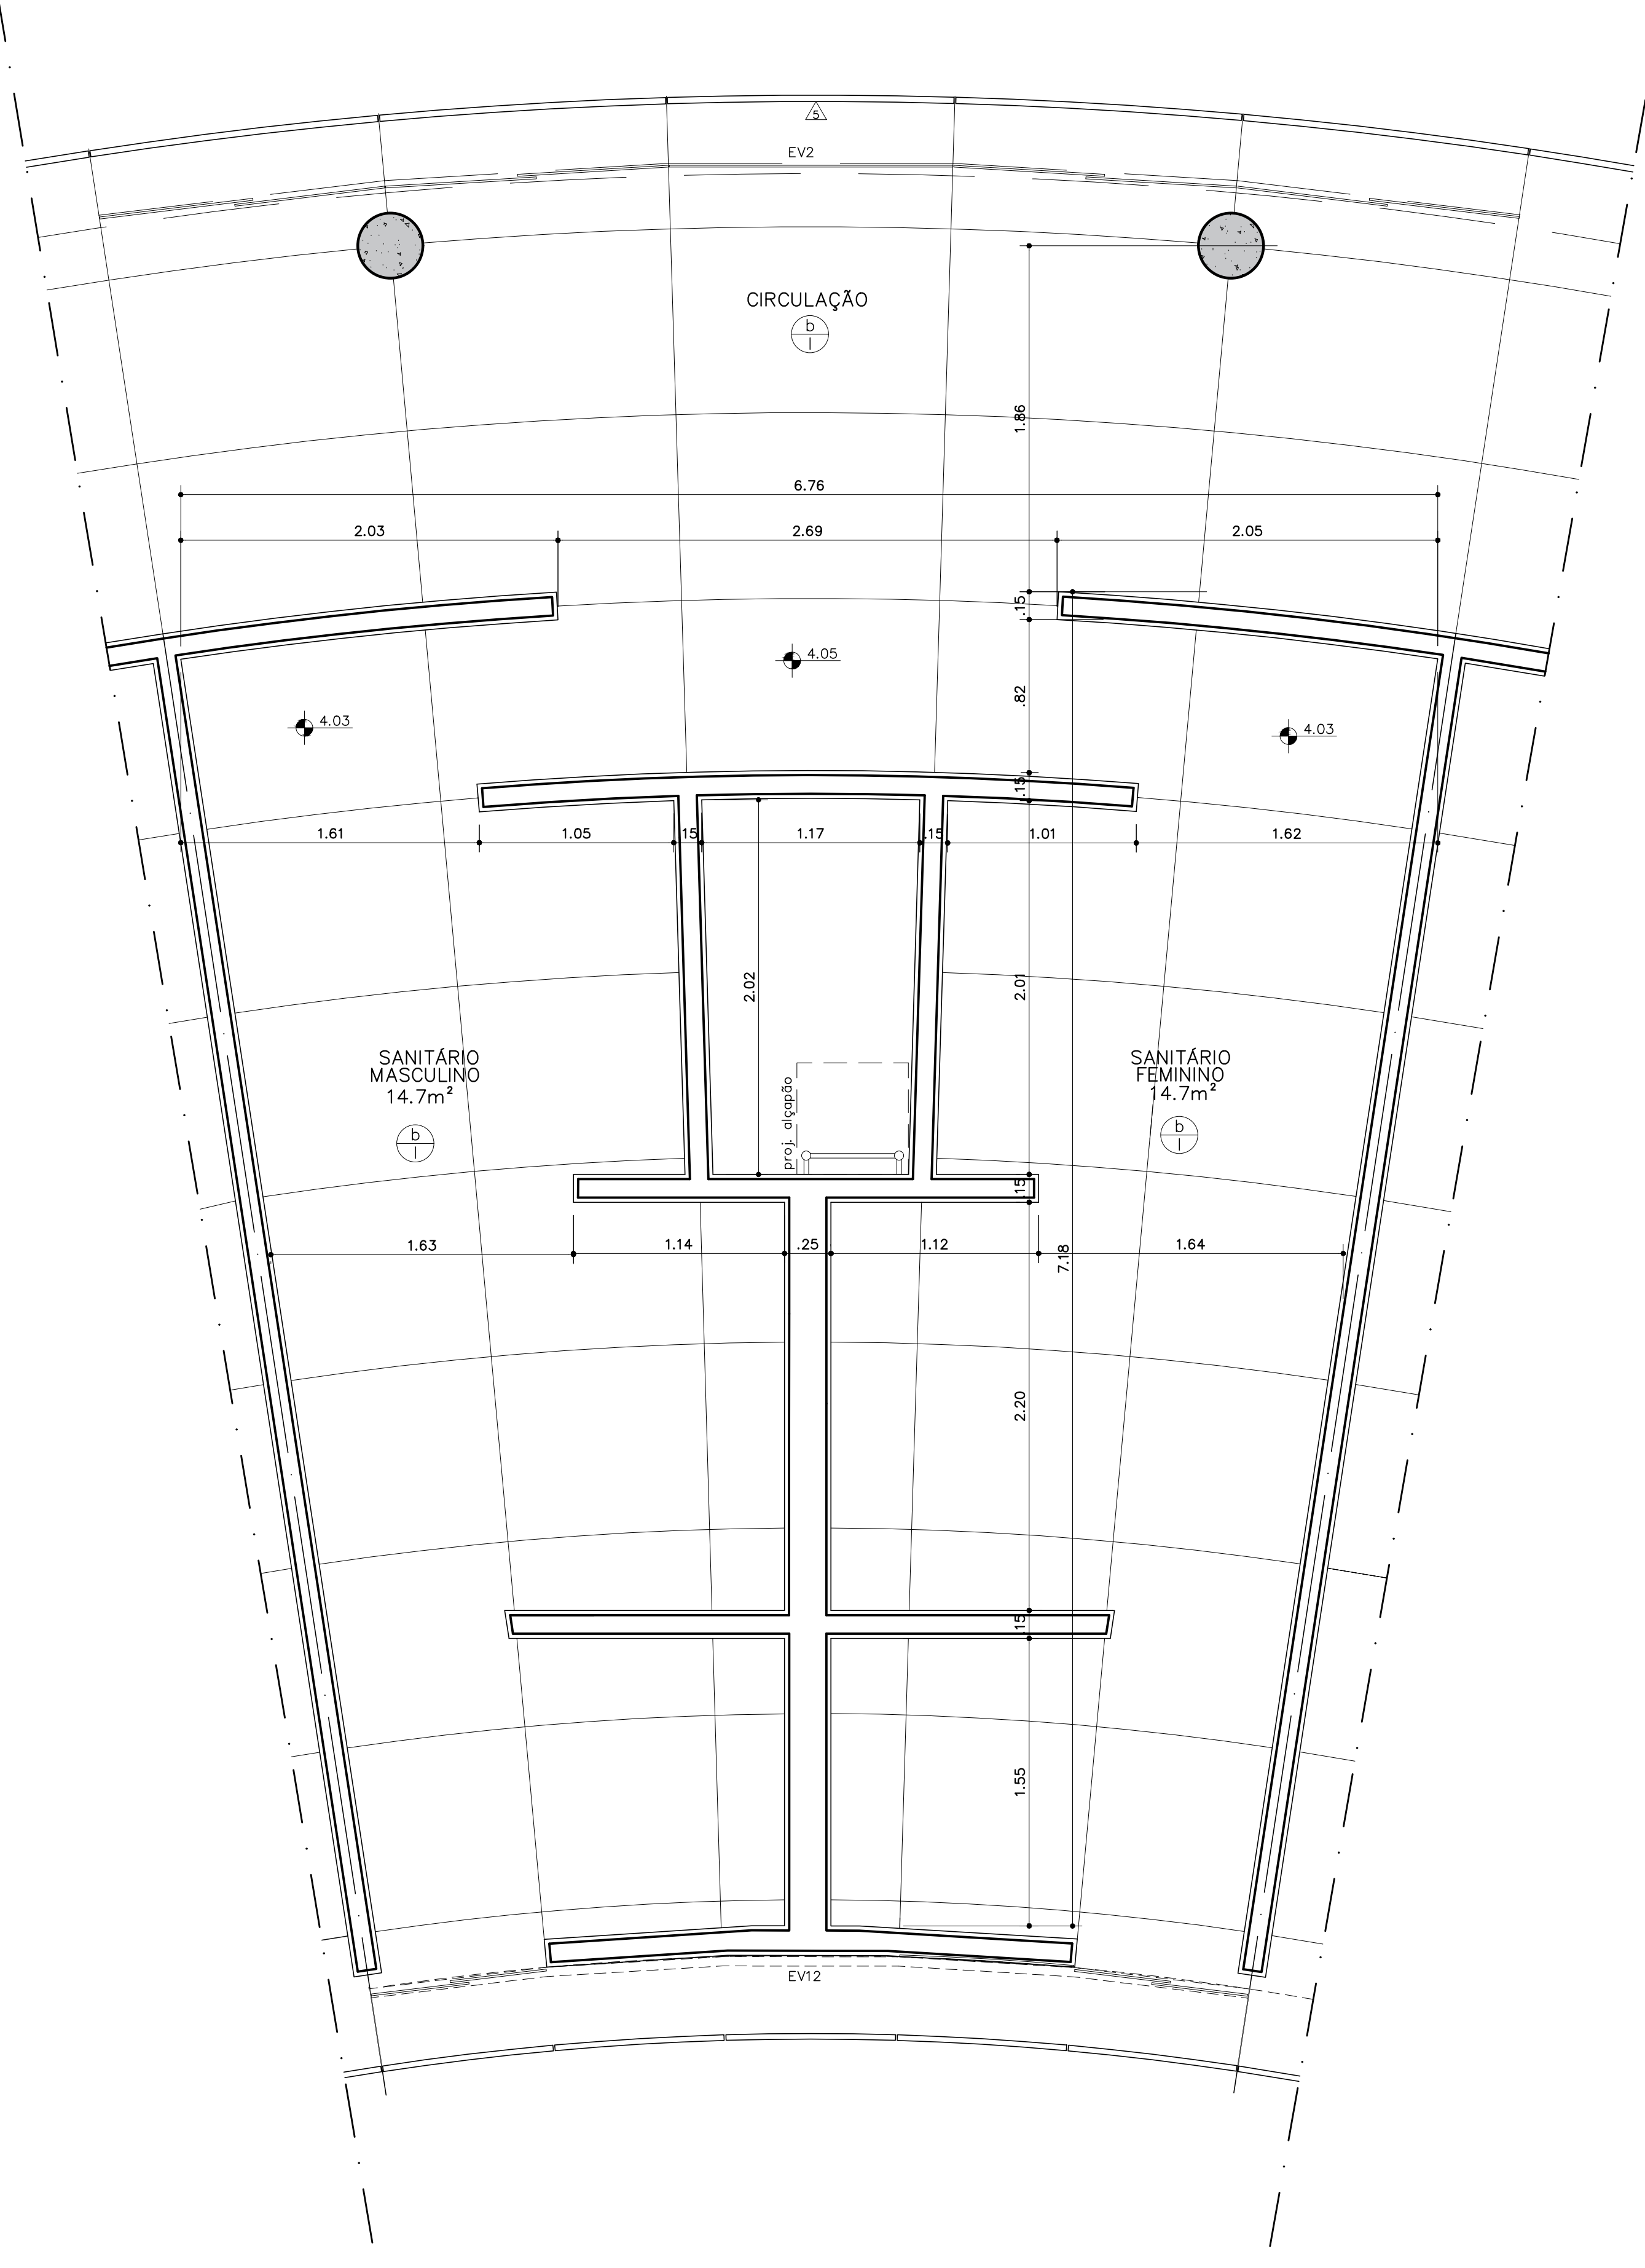 5
EV2
CIRCULAÇÃO
b
l
1.86
6.76
2.03
2.69
2.05
.15
4.05
.82
4.03
4.03
.15
1.61
1.05
.15
1.17
.15
1.01
1.62
2.02
2.01
SANITÁRIO
MASCULINO
14.7m²
b
l
proj. alçapão
SANITÁRIO
FEMININO
14.7m²
b
l
.15
1.63
1.14
.25
1.12
7.18
1.64
2.20
.15
1.55
EV12